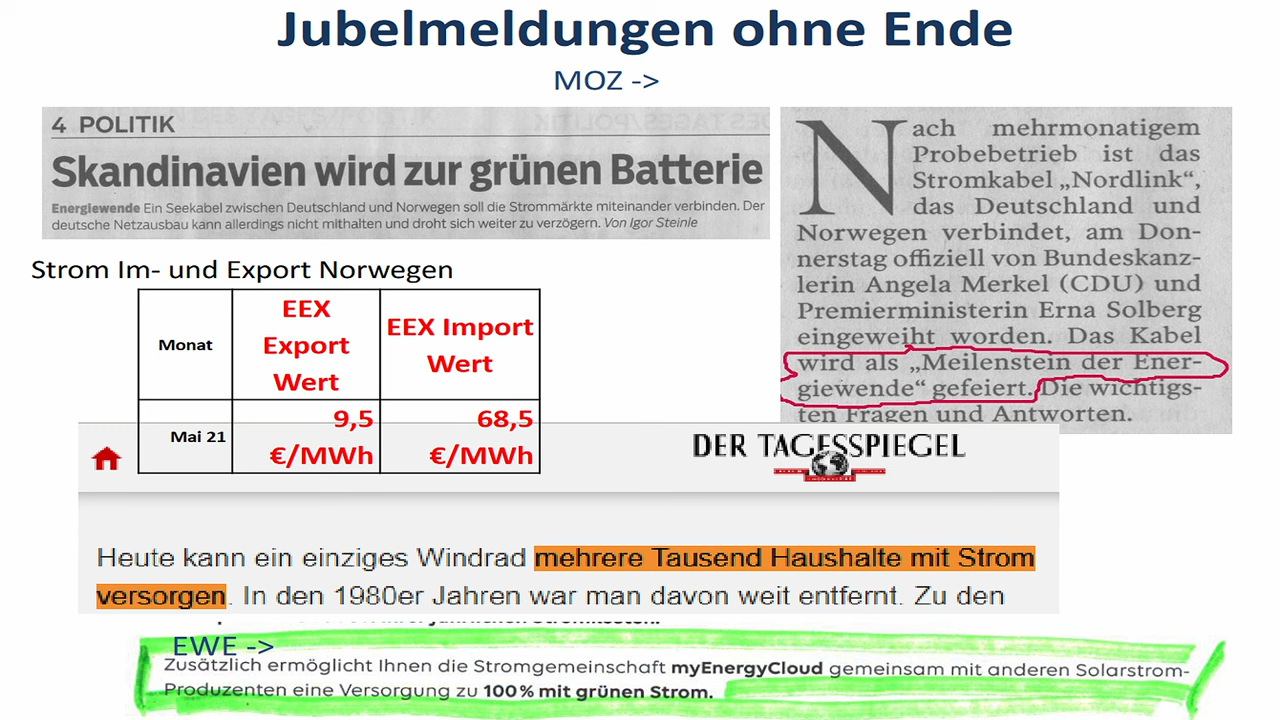 Jubelmeldungen ohne Ende
MOZ ->
4 POLITIK
Skandinavien wird zur grünen Batterie
Energiewende Ein Seekabel zwischen Deutschland und Norwegen soll die Strommärkte miteinander verbinden. Der
deutsche Netzausbau kann allerdings nicht mithalten und droht sich weiter zu verzögern. Von Igor Steinle
Nach mehrmonatigem
Probebetrieb ist das
Stromkabel „Nordlink“,
das Deutschland und
Norwegen verbindet, am Don-
nerstag offiziell von Bundeskanz-
lerin Angela Merkel (CDU) und
Premierministerin Erna Solberg
eingeweiht worden. Das Kabel
wird als „Meilenstein der Ener-
giewende“ gefeiert. Die wichtigs-
ten Fragen und Antworten.
Strom Im- und Export Norwegen
Monat
EEX
Export
Wert
EEX Import
Wert
Mai 21
9,5
€/MWh
68,5
€/MWh
DER TAGESSPIEGEL
Heute kann ein einziges Windrad mehrere Tausend Haushalte mit Strom
versorgen. In den 1980er Jahren war man davon weit entfernt. Zu den
EWE ->
Zusätzlich ermöglicht Ihnen die Stromgemeinschaft myEnergyCloud gemeinsam mit anderen Solarstrom-
Produzenten eine Versorgung zu 100% mit grünen Strom.